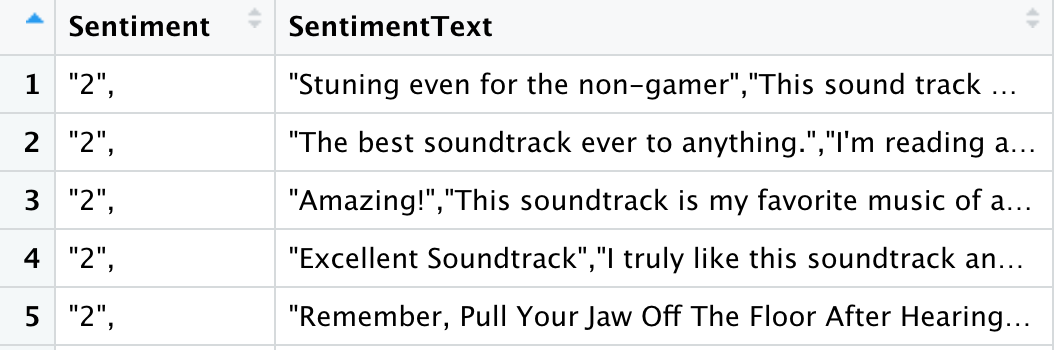 Sentiment SentimentText
1 "2", "Stuning even for the non-gamer","This sound track ...
2 "2", "The best soundtrack ever to anything.","I'm reading a...
3 "2", "Amazing!","This soundtrack is my favorite music of a...
4 "2", "Excellent Soundtrack","I truly like this soundtrack an...
5 "2", "Remember, Pull Your Jaw Off The Floor After Hearing...